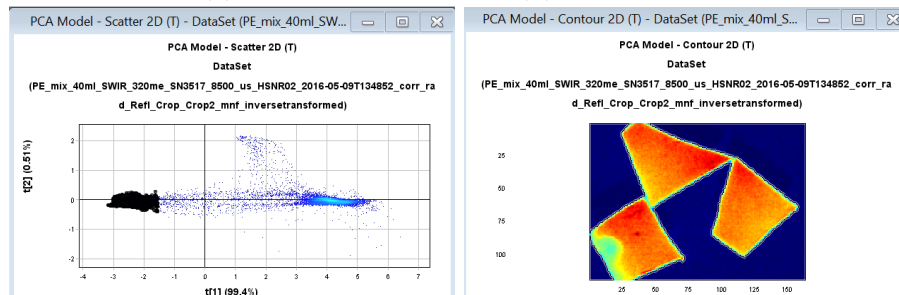 PCA Model - Scatter 2D (T) - DataSet (PE_mix_40ml_SW...
PCA Model - Scatter 2D (T)
DataSet
(PE_mix_40ml_SWIR_320me_SN3517_8500_us_HSNR02_2016-05-09T134852_corr_ra
d_Refl_Crop_Crop2_mnf_inversetransformed)
t[2] (0.51%)
2
1
0
-1
-2
-4 -3 -2 -1 0 1 2 3 4 5 6 7
t[1] (99.4%)
PCA Model - Contour 2D (T) - DataSet (PE_mix_40ml_S...
PCA Model - Contour 2D (T)
DataSet
(PE_mix_40ml_SWIR_320me_SN3517_8500_us_HSNR02_2016-05-09T134852_corr_ra
d_Refl_Crop_Crop2_mnf_inversetransformed)
25
50
75
100
25 50 75 100 125 150